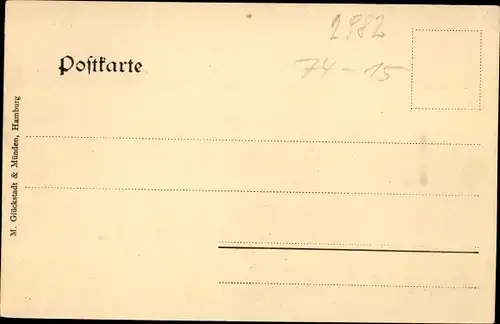 2982
Postkarte
74-15
M. Glückstadt & Münden, Hamburg